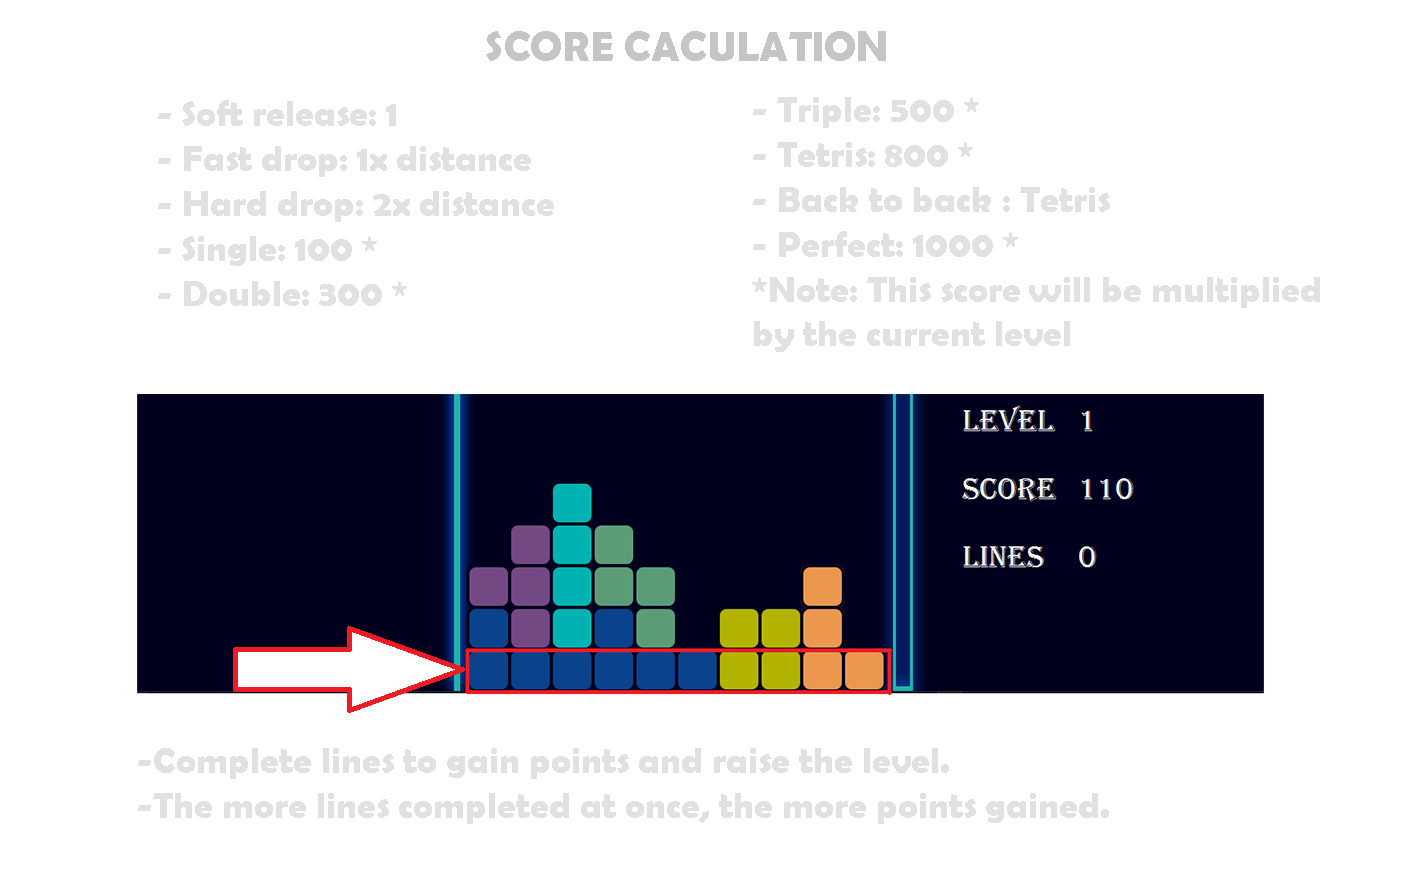 SCORE CACULATION
- Soft release: 1
- Fast drop: 1x distance
- Hard drop: 2x distance
- Single: 100 *
- Double: 300 *
- Triple: 500 *
- Tetris: 800 *
- Back to back : Tetris
- Perfect: 1000 *
*Note: This score will be multiplied
by the current level
LEVEL 1
SCORE 110
LINES 0
-Complete lines to gain points and raise the level.
-The more lines completed at once, the more points gained.